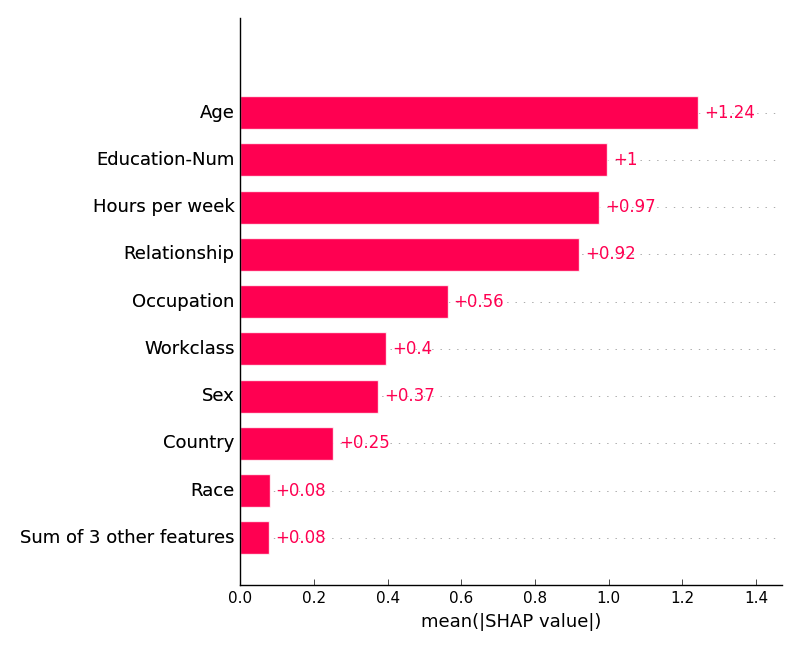 Age +1.24
Education-Num +1
Hours per week +0.97
Relationship +0.92
Occupation +0.56
Workclass +0.4
Sex +0.37
Country +0.25
Race +0.08
Sum of 3 other features +0.08
0.0 0.2 0.4 0.6 0.8 1.0 1.2 1.4
mean(|SHAP value|)